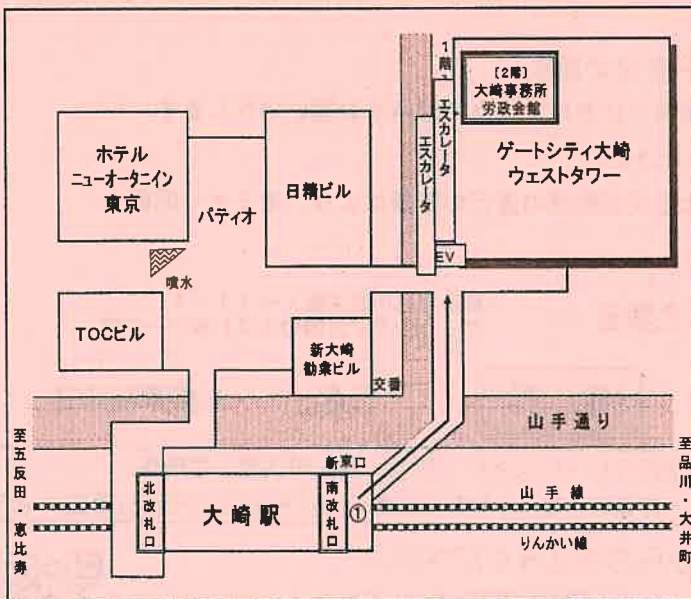 1階
エスカレータ
エスカレータ
〔2階〕
大崎事務所
労政会館
ゲートシティ大崎
ウェストタワー
EV
ホテル
ニューオータニイン
東京
パティオ
日精ビル
噴水
TOCビル
新大崎
勧業ビル
交番
山手通り
至五反田・恵比寿
新東口
北改札口
大崎駅
南改札口
①
山手線
りんかい線
至品川・大井町